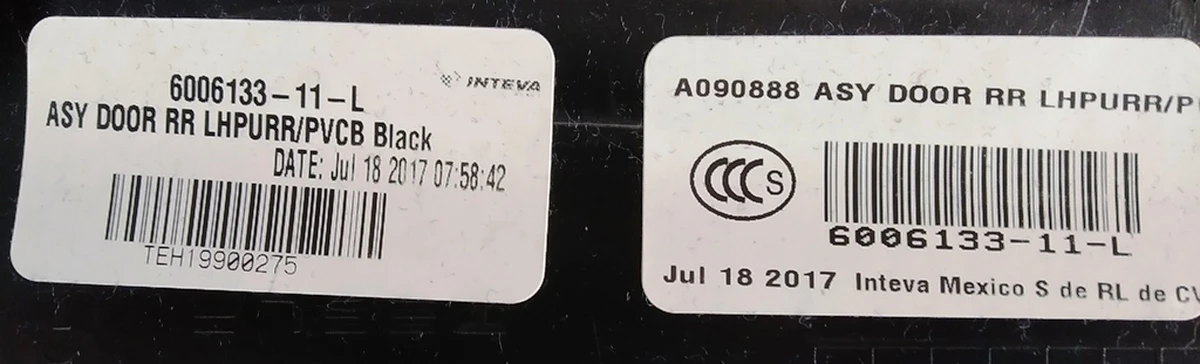 INTEVA
6006133-11-L
ASY DOOR RR LHPURR/PVCB Black
DATE: Jul 18 2017 07:58:42
TEH19900275
A090888 ASY DOOR RR LHPURR/P
CCC S
6006133-11-L
Jul 18 2017 Inteva Mexico S de RL de CV